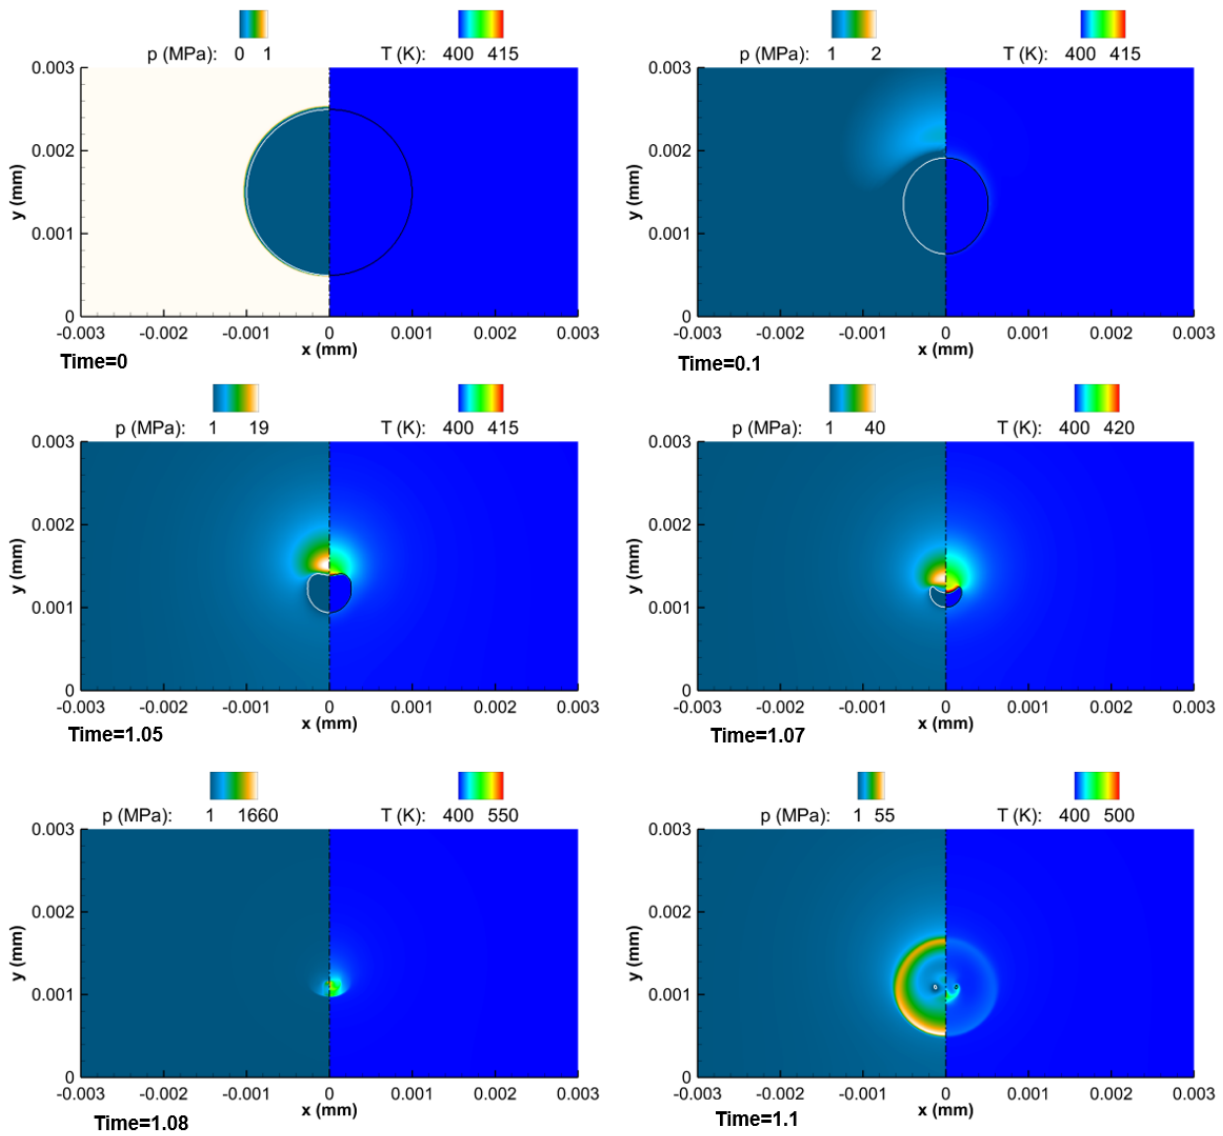 p (MPa): 0 1 T (K): 400 415
p (MPa): 1 2 T (K): 400 415
0.003
0.002
0.001
0
y (mm)
-0.003 -0.002 -0.001 0 0.001 0.002 0.003
x (mm)
Time=0
0.003
0.002
0.001
0
y (mm)
-0.003 -0.002 -0.001 0 0.001 0.002 0.003
x (mm)
Time=0.1
p (MPa): 1 19 T (K): 400 415
p (MPa): 1 40 T (K): 400 420
0.003
0.002
0.001
0
y (mm)
-0.003 -0.002 -0.001 0 0.001 0.002 0.003
x (mm)
Time=1.05
0.003
0.002
0.001
0
y (mm)
-0.003 -0.002 -0.001 0 0.001 0.002 0.003
x (mm)
Time=1.07
p (MPa): 1 1660 T (K): 400 550
p (MPa): 1 55 T (K): 400 500
0.003
0.002
0.001
0
y (mm)
-0.003 -0.002 -0.001 0 0.001 0.002 0.003
x (mm)
Time=1.08
0.003
0.002
0.001
0
y (mm)
-0.003 -0.002 -0.001 0 0.001 0.002 0.003
x (mm)
Time=1.1